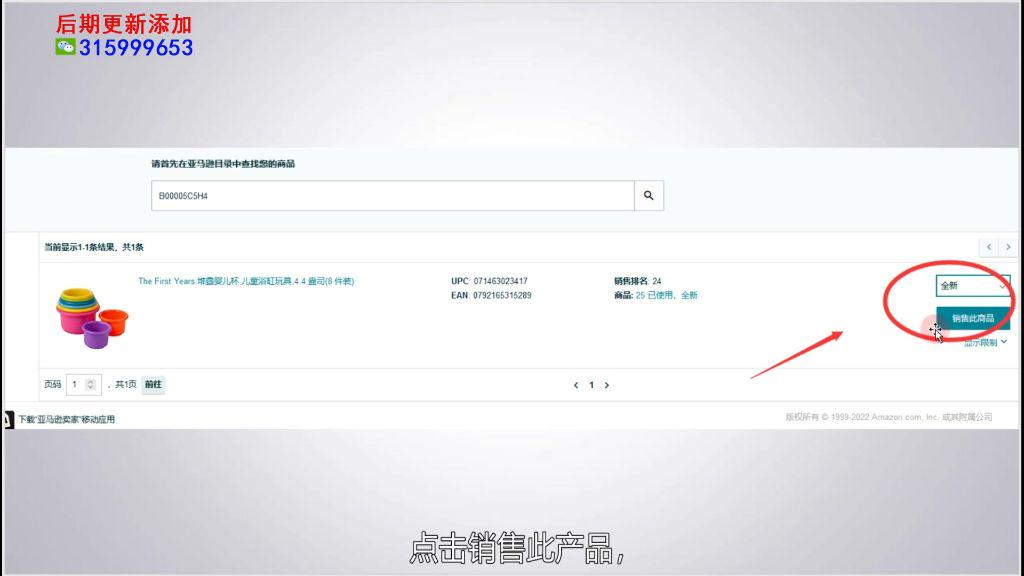 后期更新添加
315999653
请首先在亚马逊目录中查找您的商品
B00005C5H4
当前显示1-1条结果，共1条
The First Years 堆叠婴儿杯,儿童浴缸玩具,4.4 盎司(8 件装)
UPC: 071463023417
EAN: 0792165315289
销售排名: 24
商品: 25 已使用，全新
全新
销售此商品
显示限制
页码 1 ，共1页 前往
1
下载“亚马逊卖家”移动应用
版权所有 © 1999-2022 Amazon.com, Inc. 或其附属公司
点击销售此产品,